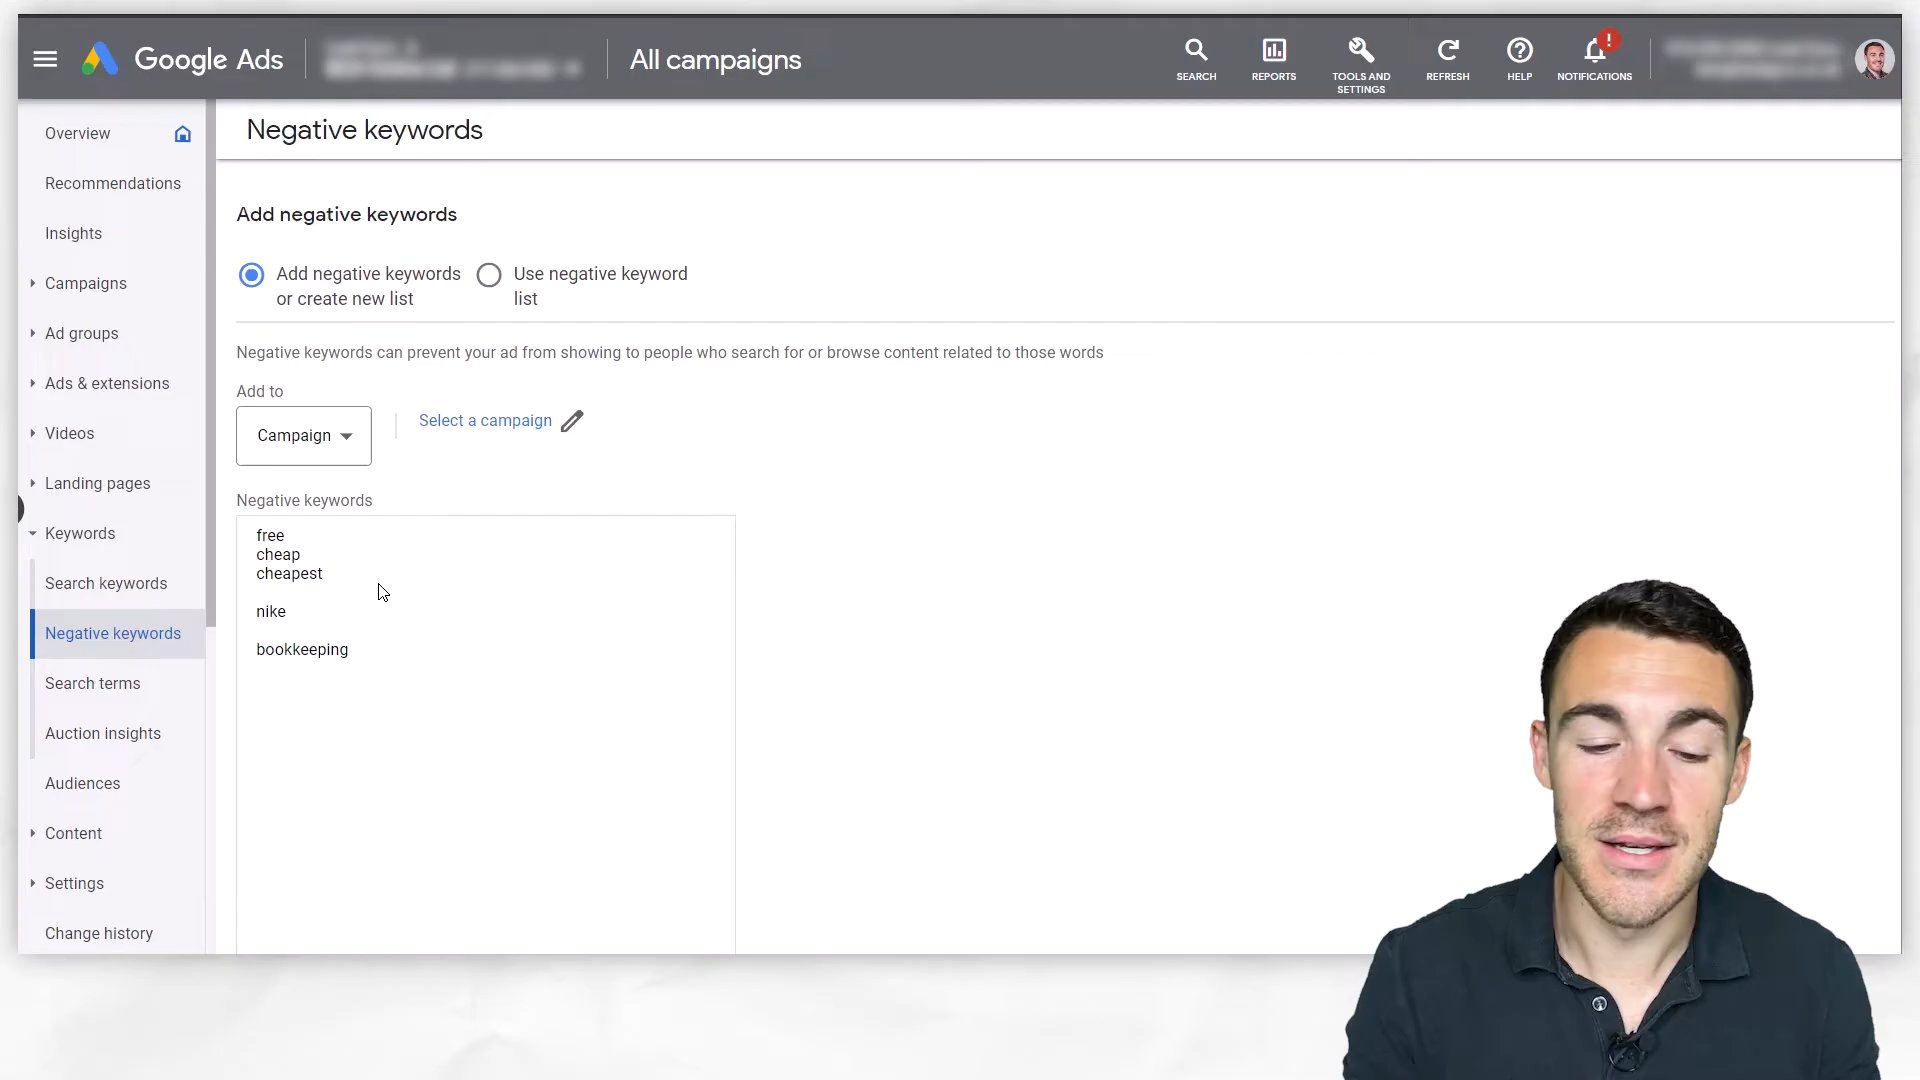 Google Ads
All campaigns
SEARCH
REPORTS
TOOLS AND
SETTINGS
REFRESH
HELP
!
NOTIFICATIONS
Overview
Recommendations
Insights
Campaigns
Ad groups
Ads & extensions
Videos
Landing pages
Keywords
Search keywords
Negative keywords
Search terms
Auction insights
Audiences
Content
Settings
Change history
Negative keywords
Add negative keywords
Add negative keywords
or create new list
Use negative keyword
list
Negative keywords can prevent your ad from showing to people who search for or browse content related to those words
Add to
Campaign
Select a campaign
Negative keywords
free
cheap
cheapest
nike
bookkeeping